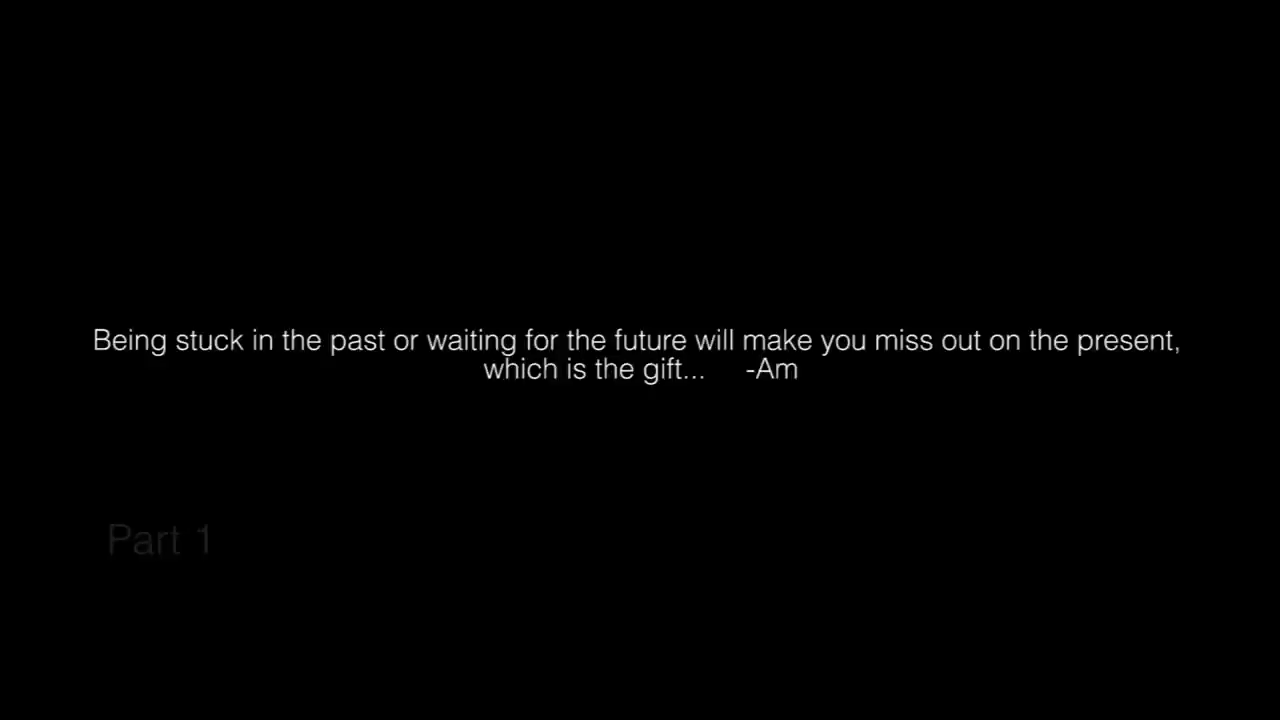 Being stuck in the past or waiting for the future will make you miss out on the present,
which is the gift... -Am
Part 1